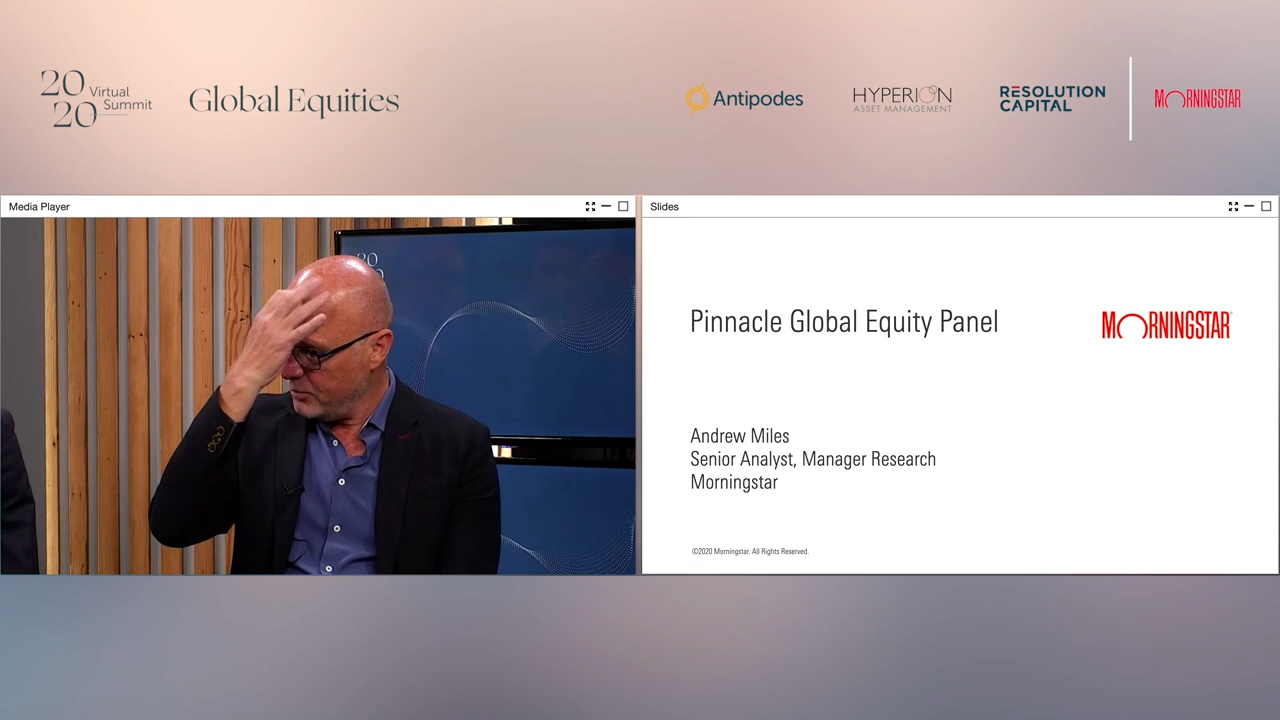 20
20
Virtual
Summit
Global Equities
Antipodes
HYPERION
ASSET MANAGEMENT
RESOLUTION
CAPITAL
MORNINGSTAR
Media Player
Slides
20
Pinnacle Global Equity Panel
MORNINGSTAR
Andrew Miles
Senior Analyst, Manager Research
Morningstar
©2020 Morningstar. All Rights Reserved.